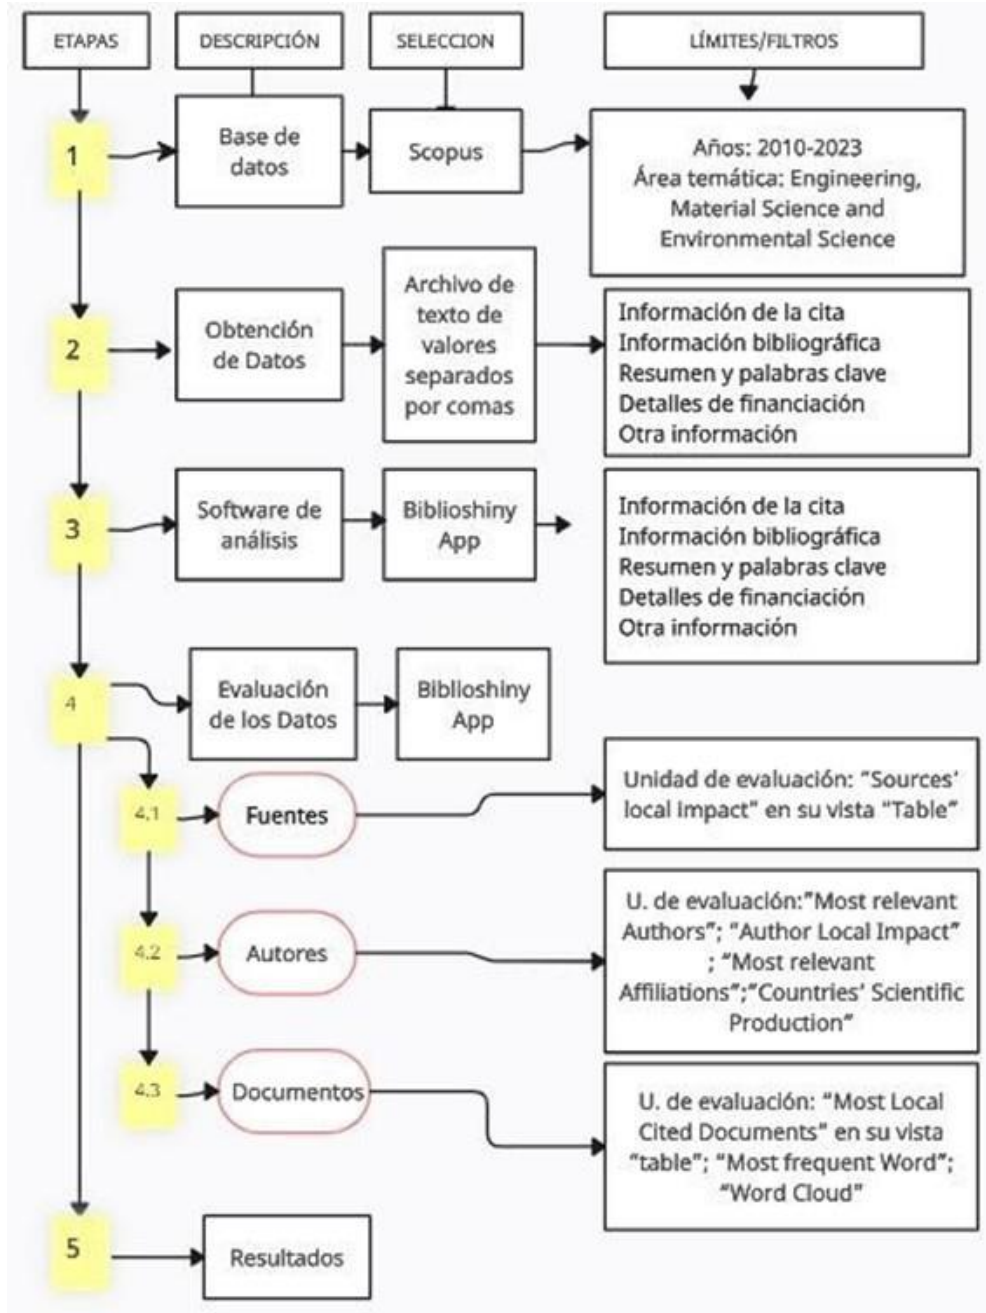 ETAPAS
DESCRIPCIÓN
SELECCION
LÍMITES/FILTROS
1
Base de
datos
Scopus
Años: 2010-2023
Área temática: Engineering,
Material Science and
Environmental Science
2
Obtención
de Datos
Archivo de
texto de
valores
separados
por comas
Información de la cita
Información bibliográfica
Resumen y palabras clave
Detalles de financiación
Otra información
3
Software de
análisis
Biblioshiny
App
Información de la cita
Información bibliográfica
Resumen y palabras clave
Detalles de financiación
Otra información
4
Evaluación
de los Datos
Biblioshiny
App
4.1
Fuentes
Unidad de evaluación: "Sources'
local impact" en su vista "Table"
4.2
Autores
U. de evaluación:"Most relevant
Authors"; "Author Local Impact"
; "Most relevant
Affiliations";"Countries' Scientific
Production"
4.3
Documentos
U. de evaluación: "Most Local
Cited Documents" en su vista
"table"; "Most frequent Word";
"Word Cloud"
5
Resultados